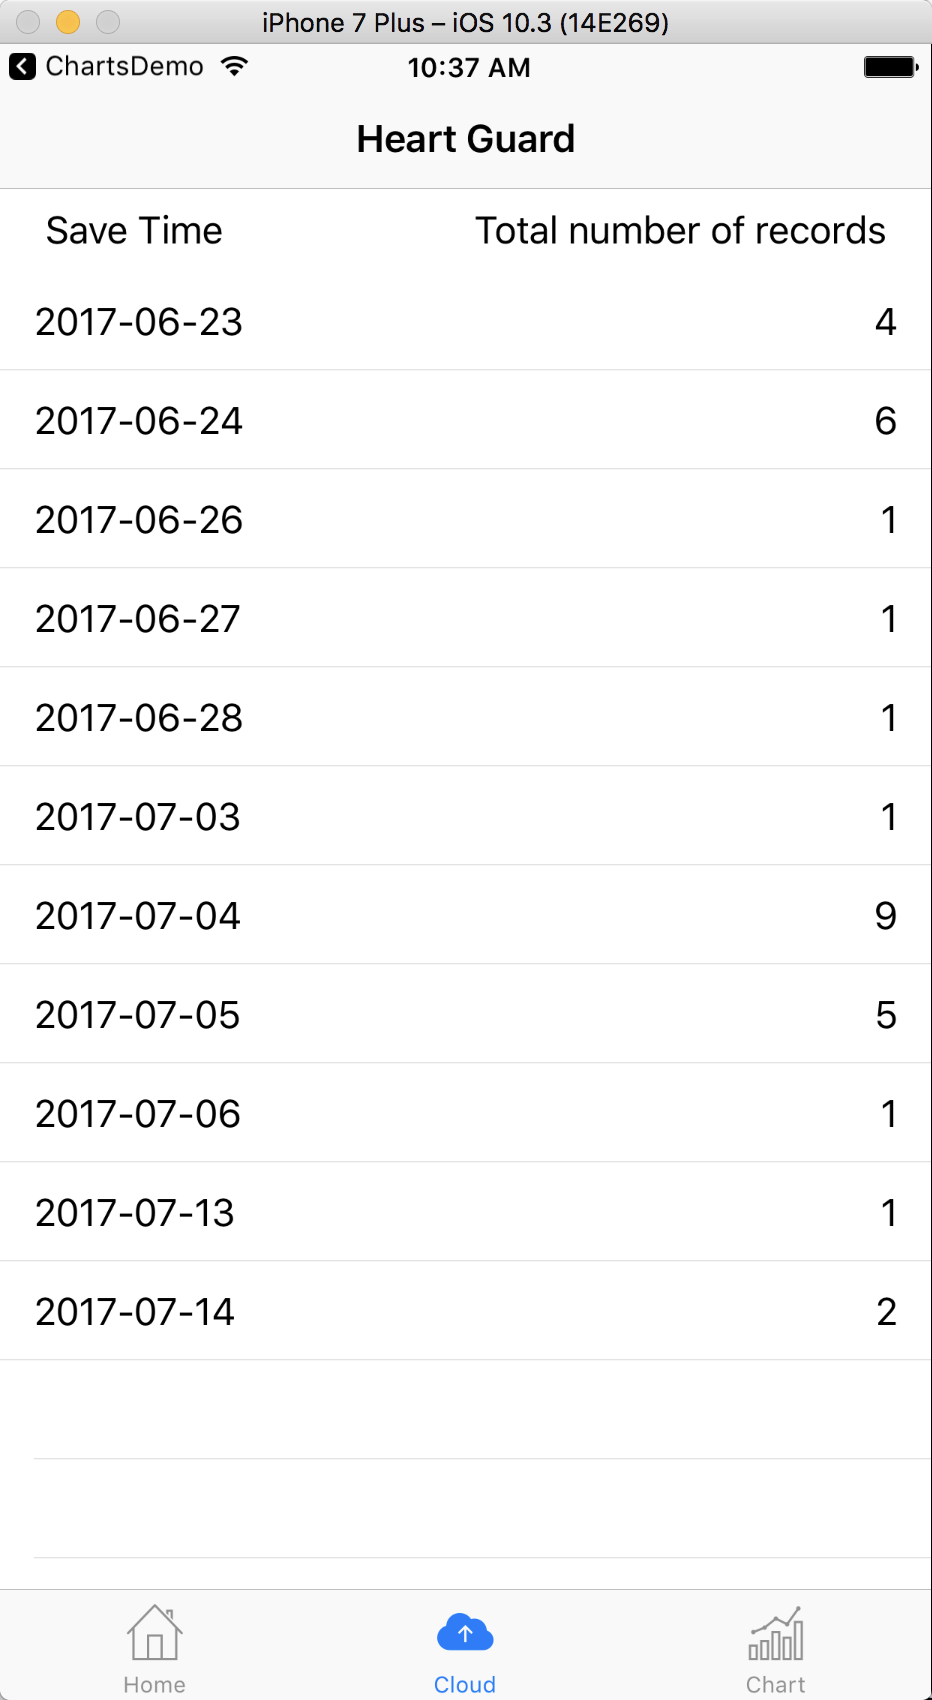 iPhone 7 Plus – iOS 10.3 (14E269)
ChartsDemo 10:37 AM
Heart Guard
Save Time Total number of records
2017-06-23 4
2017-06-24 6
2017-06-26 1
2017-06-27 1
2017-06-28 1
2017-07-03 1
2017-07-04 9
2017-07-05 5
2017-07-06 1
2017-07-13 1
2017-07-14 2
Home Cloud Chart